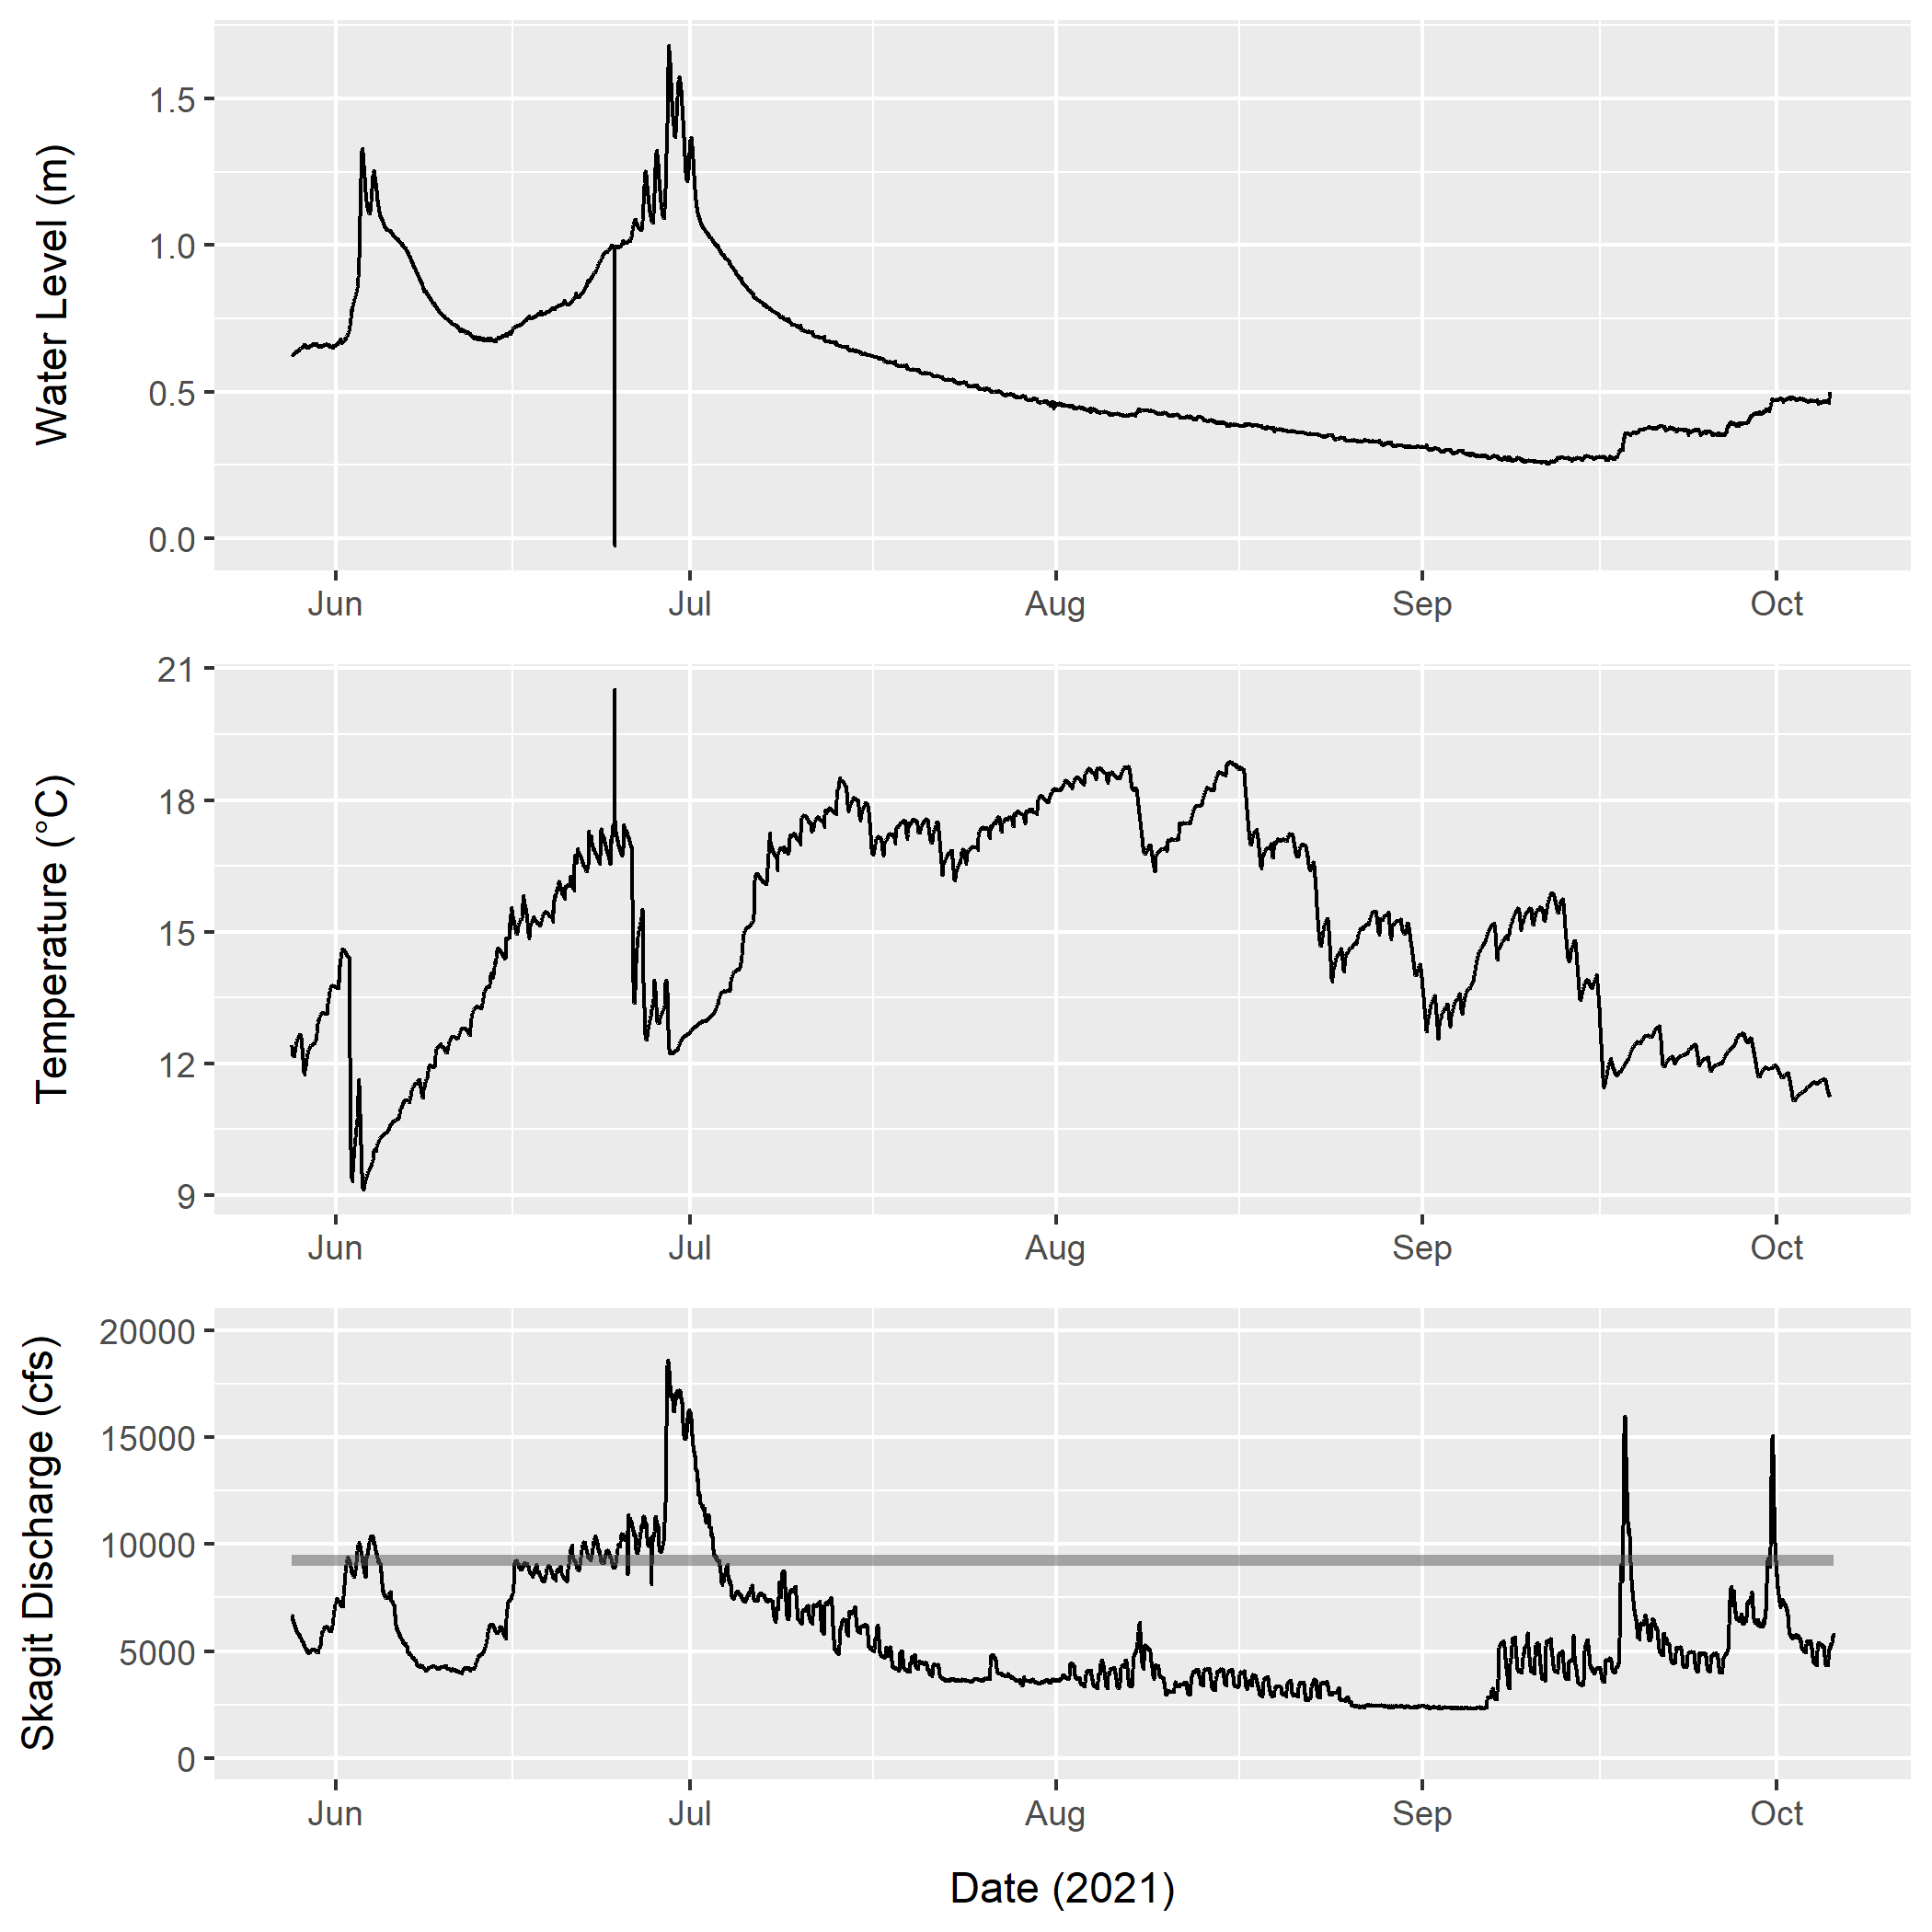 Water Level (m)
1.5
1.0
0.5
0.0
Jun Jul Aug Sep Oct
Temperature (°C)
21
18
15
12
9
Jun Jul Aug Sep Oct
Skagit Discharge (cfs)
20000
15000
10000
5000
0
Jun Jul Aug Sep Oct
Date (2021)